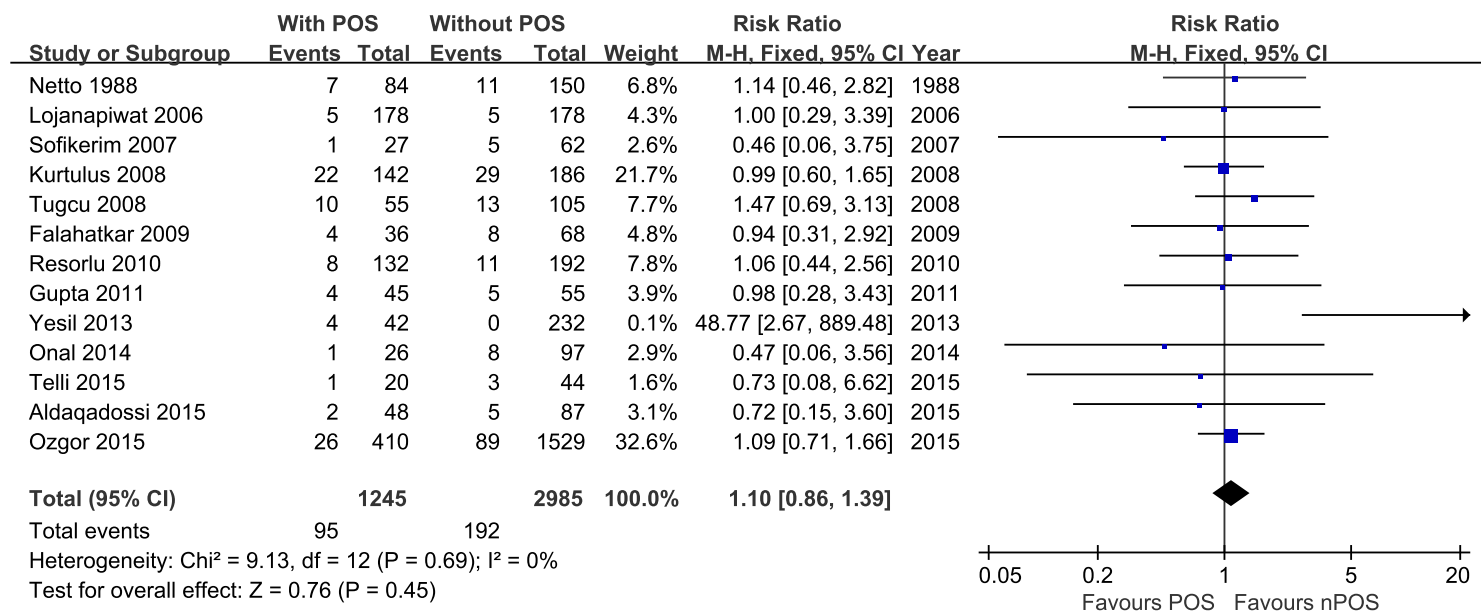 With POS Without POS Risk Ratio Risk Ratio
Study or Subgroup Events Total Events Total Weight M-H, Fixed, 95% CI Year M-H, Fixed, 95% CI
Netto 1988 7 84 11 150 6.8% 1.14 [0.46, 2.82] 1988
Lojanapiwat 2006 5 178 5 178 4.3% 1.00 [0.29, 3.39] 2006
Sofikerim 2007 1 27 5 62 2.6% 0.46 [0.06, 3.75] 2007
Kurtulus 2008 22 142 29 186 21.7% 0.99 [0.60, 1.65] 2008
Tugcu 2008 10 55 13 105 7.7% 1.47 [0.69, 3.13] 2008
Falahatkar 2009 4 36 8 68 4.8% 0.94 [0.31, 2.92] 2009
Resorlu 2010 8 132 11 192 7.8% 1.06 [0.44, 2.56] 2010
Gupta 2011 4 45 5 55 3.9% 0.98 [0.28, 3.43] 2011
Yesil 2013 4 42 0 232 0.1% 48.77 [2.67, 889.48] 2013
Onal 2014 1 26 8 97 2.9% 0.47 [0.06, 3.56] 2014
Telli 2015 1 20 3 44 1.6% 0.73 [0.08, 6.62] 2015
Aldaqadossi 2015 2 48 5 87 3.1% 0.72 [0.15, 3.60] 2015
Ozgor 2015 26 410 89 1529 32.6% 1.09 [0.71, 1.66] 2015
Total (95% CI) 1245 2985 100.0% 1.10 [0.86, 1.39]
Total events 95 192
Heterogeneity: Chi² = 9.13, df = 12 (P = 0.69); I² = 0%
Test for overall effect: Z = 0.76 (P = 0.45)
0.05 0.2 1 5 20
Favours POS Favours nPOS